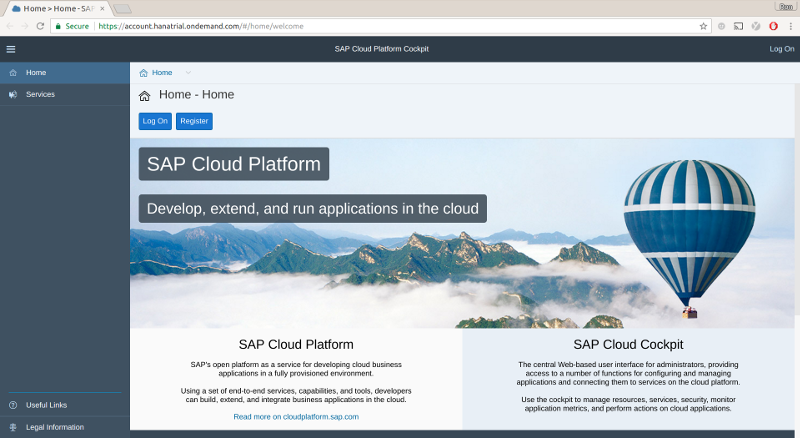 Home > Home - SA
Ron
Secure
https://account.hanatrial.ondemand.com/#/home/welcome
SAP Cloud Platform Cockpit
Log On
Home
Services
Home
Home - Home
Log On
Register
SAP Cloud Platform
Develop, extend, and run applications in the cloud
SAP Cloud Platform
SAP's open platform as a service for developing cloud business
applications in a fully provisioned environment.
Using a set of end-to-end services, capabilities, and tools, developers
can build, extend, and integrate business applications in the cloud.
Read more on cloudplatform.sap.com
SAP Cloud Cockpit
The central Web-based user interface for administrators, providing
access to a number of functions for configuring and managing
applications and connecting them to services on the cloud platform.
Use the cockpit to manage resources, services, security, monitor
application metrics, and perform actions on cloud applications.
Useful Links
Legal Information